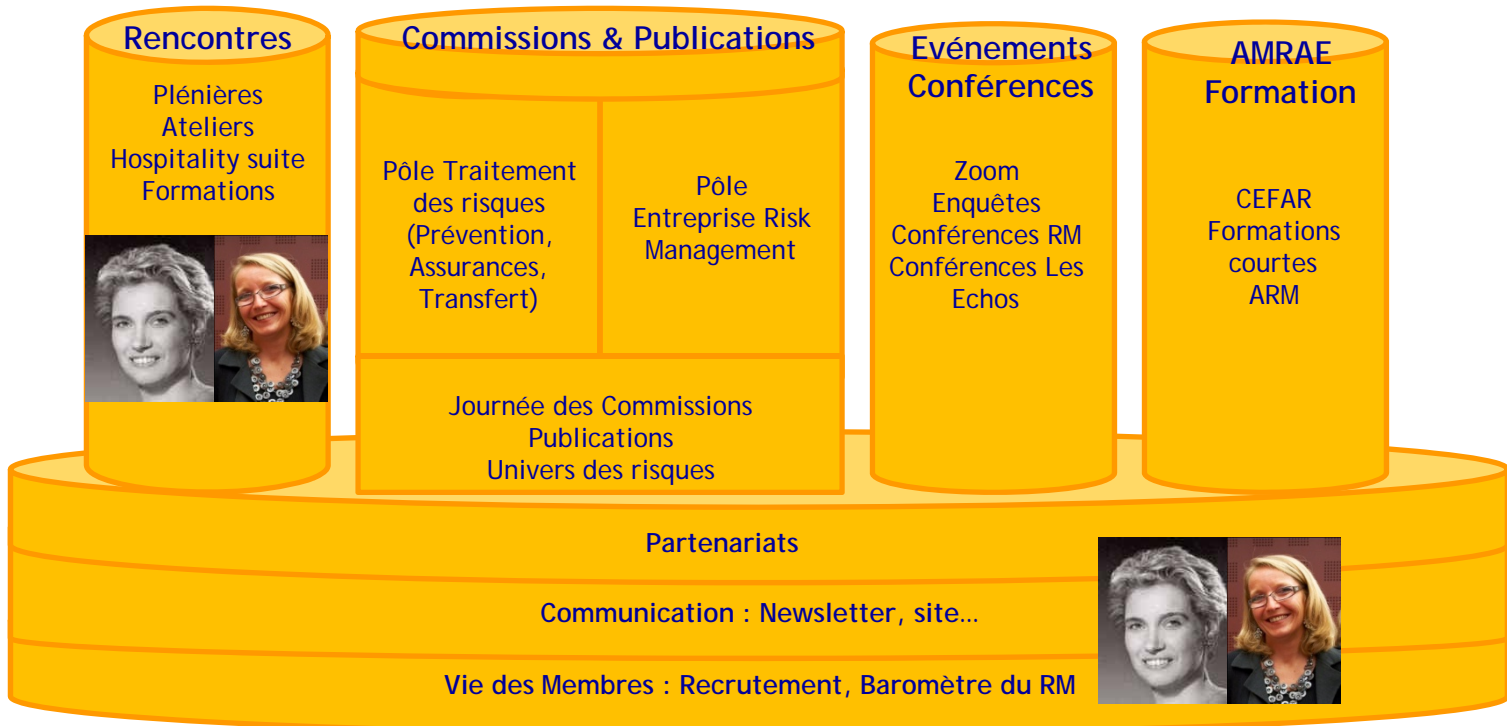 Rencontres
Plénières
Ateliers
Hospitality suite
Formations
Commissions & Publications
Pôle Traitement
des risques
(Prévention,
Assurances,
Transfert)
Pôle
Entreprise Risk
Management
Journée des Commissions
Publications
Univers des risques
Evénements
Conférences
Zoom
Enquêtes
Conférences RM
Conférences Les
Echos
AMRAE
Formation
CEFAR
Formations
courtes
ARM
Partenariats
Communication : Newsletter, site…
Vie des Membres : Recrutement, Baromètre du RM